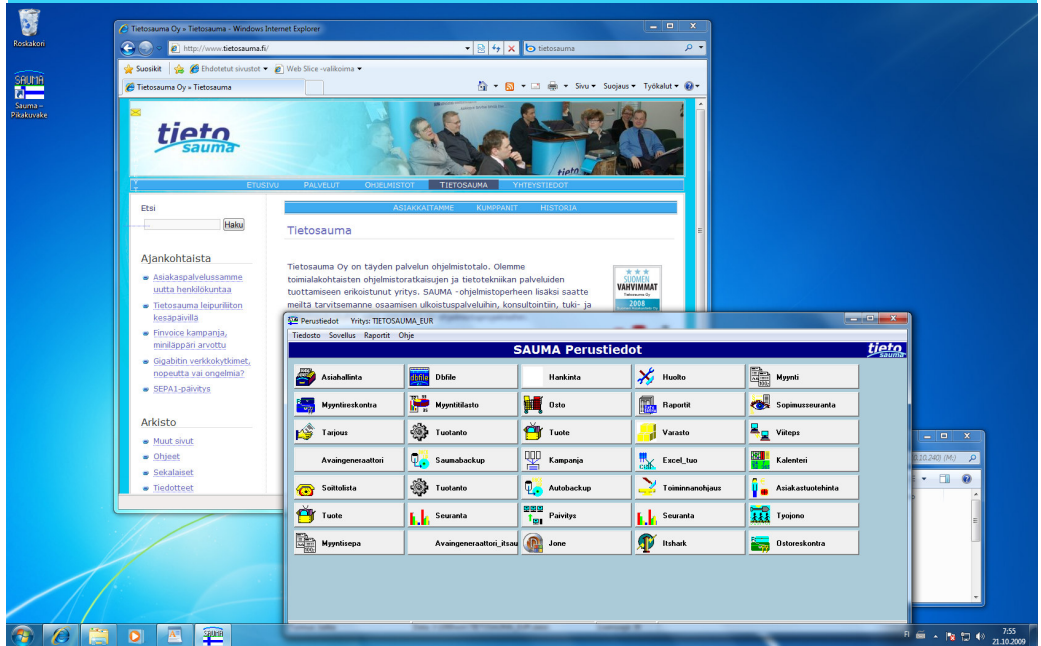 Roskakori
SAUMA
Sauma –
Pikakuvake
Tietosauma Oy » Tietosauma - Windows Internet Explorer
http://www.tietosauma.fi/
tietosauma
Suosikit
Ehdotetut sivustot
Web Slice -valikoima
Tietosauma Oy » Tietosauma
Sivu
Suojaus
Työkalut
tieto
sauma
tieto
ETUSIVU PALVELUT OHJELMISTOT TIETOSAUMA YHTEYSTIEDOT
ASIAKKAITAMME KUMPPANIT HISTORIA
Etsi
Haku
Ajankohtaista
Asiakaspalvelussamme
uutta henkilökuntaa
Tietosauma leipuriliiton
kesäpäivillä
Finvoice kampanja,
miniläppäri arvottu
Gigabitin verkkokytkimet,
nopeutta vai ongelmia?
SEPA1-päivitys
Arkisto
Muut sivut
Ohjeet
Sekalaiset
Tiedotteet
Tietosauma
Tietosauma Oy on täyden palvelun ohjelmistotalo. Olemme
toimialakohtaisten ohjelmistoratkaisujen ja tietotekniikan palveluiden
tuottamiseen erikoistunut yritys. SAUMA -ohjelmistoperheen lisäksi saatte
meiltä tarvitsemanne osaamisen ulkoistuspalveluihin, konsultointiin, tuki- ja
SUOMEN
VAHVIMMAT
Tietosauma Oy
2008
Perustiedot Yritys: TIETOSAUMA_EUR
Tiedosto Sovellus Raportit Ohje
SAUMA Perustiedot
tieto
sauma
Asiahallinta
Dbfile
Hankinta
Huolto
Myynti
Myyntireskontra
Myyntitilasto
Osto
Raportit
Sopimusseuranta
Tarjous
Tuotanto
Tuote
Varasto
Viiteps
Avaingeneraattori
Saumabackup
Kampanja
Excel_tuo
Kalenteri
Soittolista
Tuotanto
Autobackup
Toiminnanohjaus
Asiakastuotehinta
Tuote
Seuranta
Paivitys
Seuranta
Tyojono
Myyntisepa
Avaingeneraattori_itsau
Jone
Itshark
Ostoreskontra
SAUMA
FI
7:55
21.10.2009